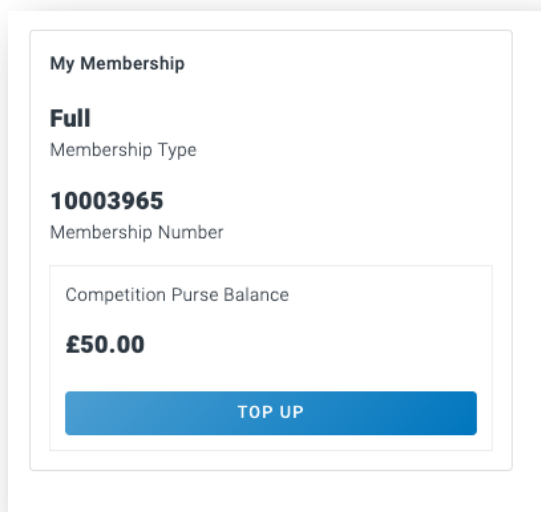 My Membership
Full
Membership Type
10003965
Membership Number
Competition Purse Balance
£50.00
TOP UP